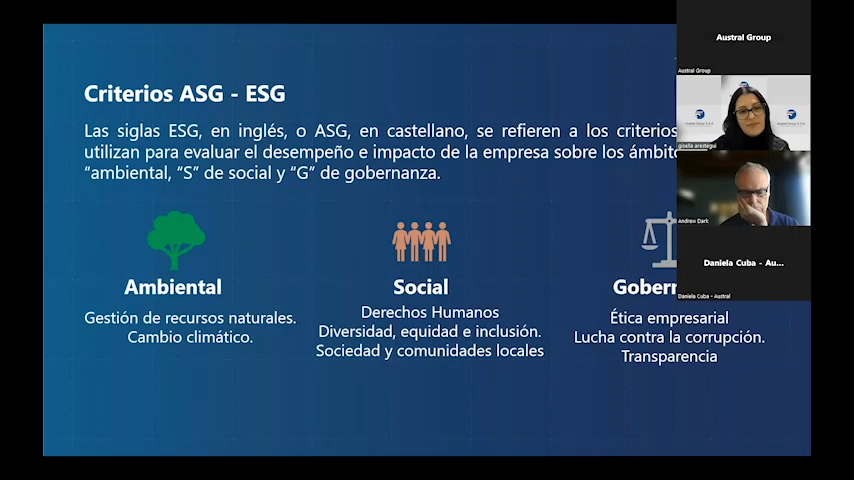 Criterios ASG - ESG
Las siglas ESG, en inglés, o ASG, en castellano, se refieren a los criterios
utilizan para evaluar el desempeño e impacto de la empresa sobre los
“ambiental, “S” de social y “G” de gobernanza.
Ambiental
Gestión de recursos naturales.
Cambio climático.
Social
Derechos Humanos
Diversidad, equidad e inclusión.
Sociedad y comunidades locales
Ética empresarial
Lucha contra la corrupción.
Transparencia
Austral Group
Austral Group
gisella arestegui
Andrew Dark
Daniela Cuba - Au...
Daniela Cuba - Austral